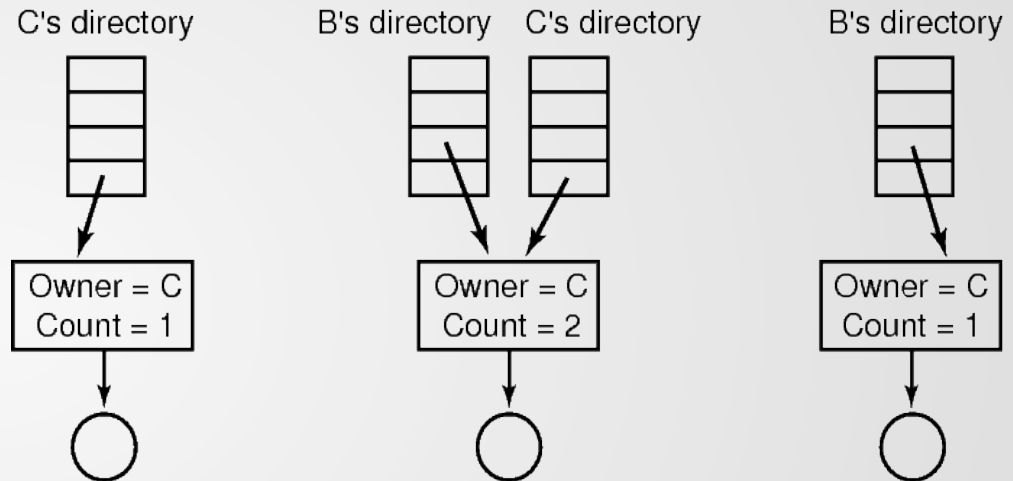 C's directory
B's directory
C's directory
B's directory
Owner = C
Count = 1
Owner = C
Count = 2
Owner = C
Count = 1